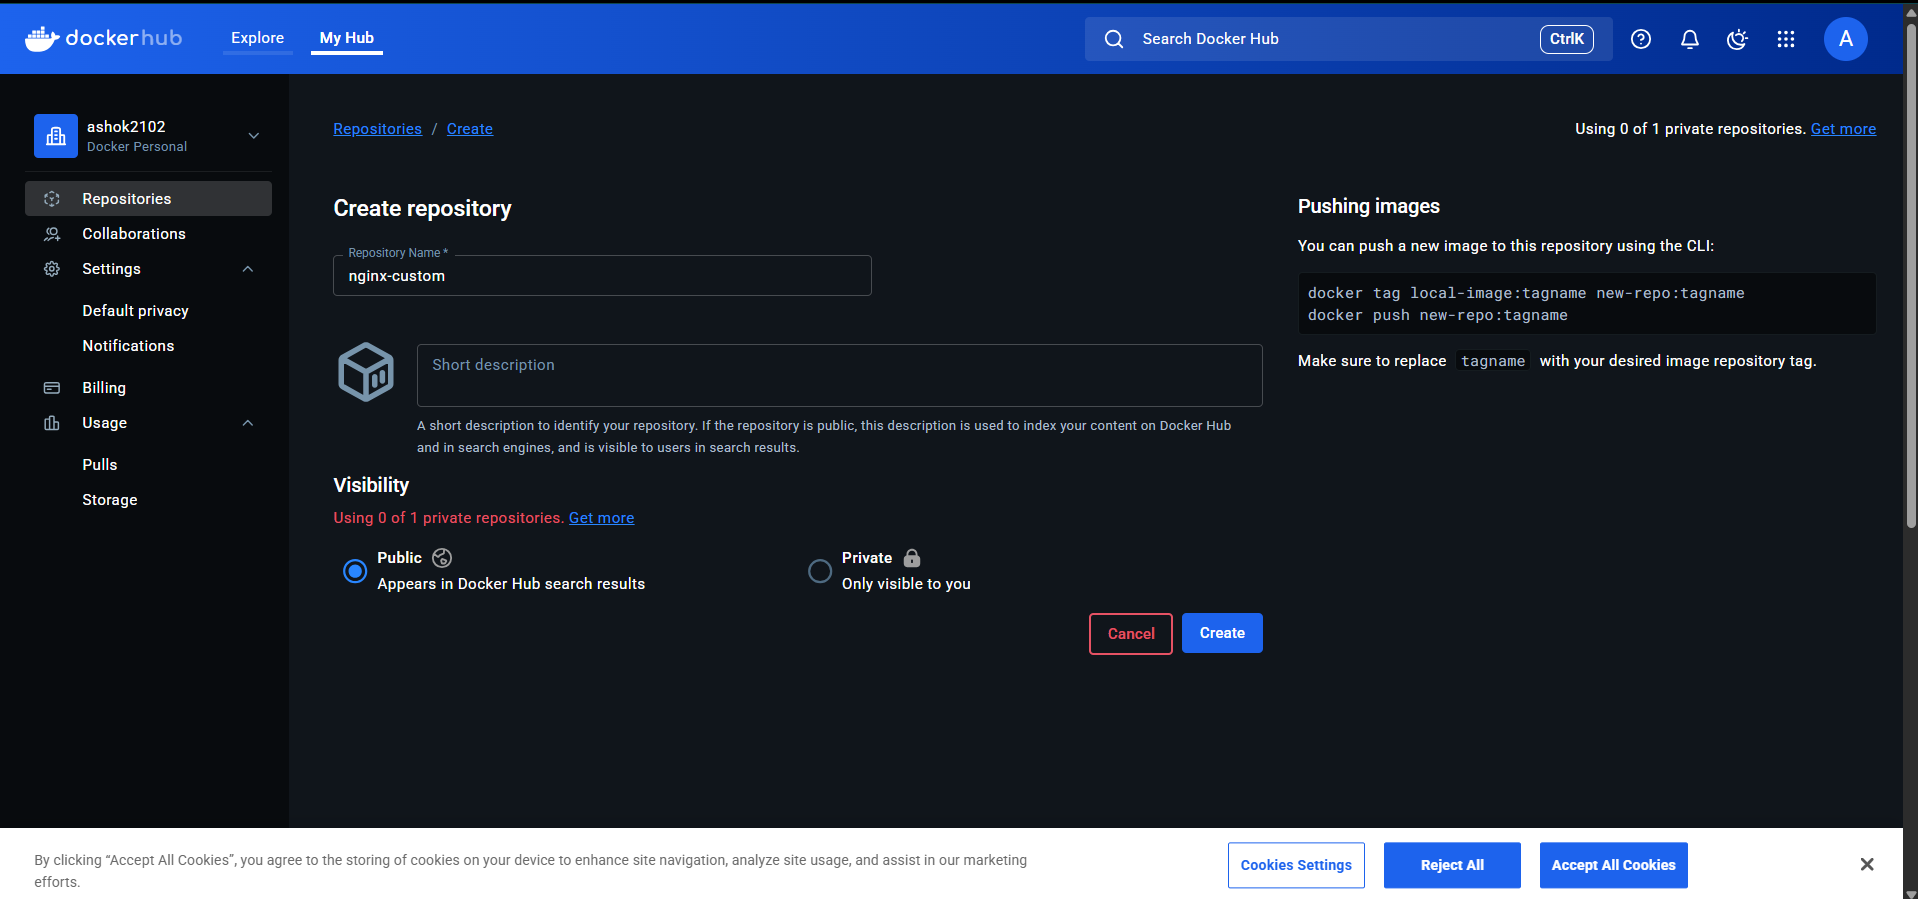 dockerhub
Explore
My Hub
Search Docker Hub
CtrlK
A
ashok2102
Docker Personal
Repositories
Collaborations
Settings
Default privacy
Notifications
Billing
Usage
Pulls
Storage
Repositories / Create
Using 0 of 1 private repositories. Get more
Create repository
Repository Name *
nginx-custom
Short description
A short description to identify your repository. If the repository is public, this description is used to index your content on Docker Hub
and in search engines, and is visible to users in search results.
Visibility
Using 0 of 1 private repositories. Get more
Public
Appears in Docker Hub search results
Private
Only visible to you
Cancel
Create
Pushing images
You can push a new image to this repository using the CLI:
docker tag local-image:tagname new-repo:tagname
docker push new-repo:tagname
Make sure to replace tagname with your desired image repository tag.
By clicking “Accept All Cookies”, you agree to the storing of cookies on your device to enhance site navigation, analyze site usage, and assist in our marketing
efforts.
Cookies Settings
Reject All
Accept All Cookies